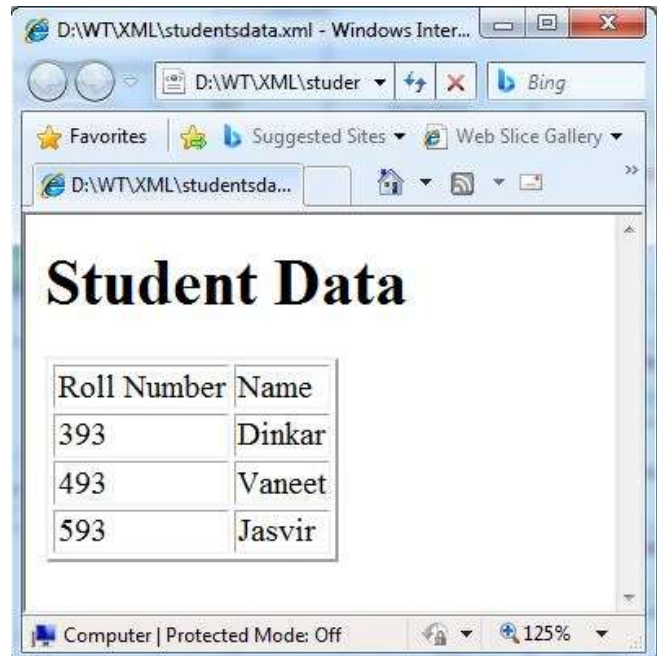 D:\WT\XML\studentsdata.xml - Windows Inter...
D:\WT\XML\studer
Bing
Favorites
Suggested Sites
Web Slice Gallery
D:\WT\XML\studentsda...
Student Data
Roll Number Name
393 Dinkar
493 Vaneet
593 Jasvir
Computer | Protected Mode: Off
125%